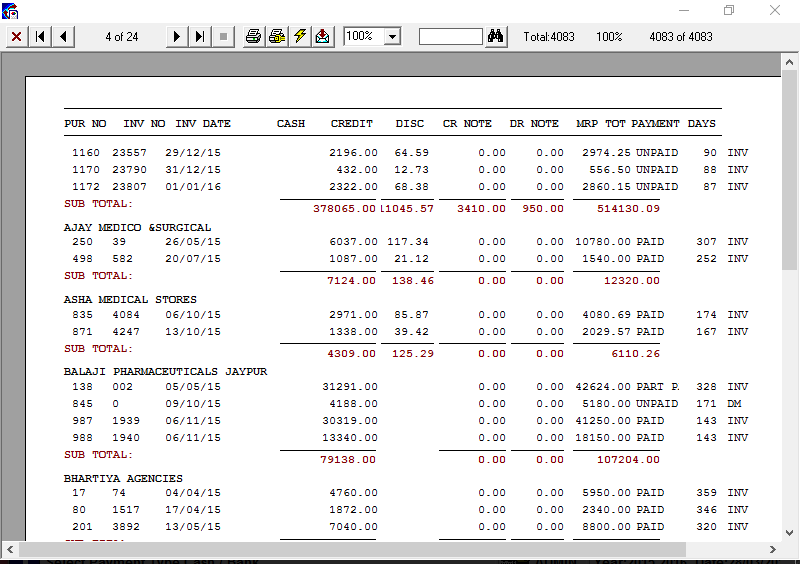 4 of 24 100% Total:4083 100% 4083 of 4083
PUR NO INV NO INV DATE CASH CREDIT DISC CR NOTE DR NOTE MRP TOT PAYMENT DAYS
1160 23557 29/12/15 2196.00 64.59 0.00 0.00 2974.25 UNPAID 90 INV
1170 23790 31/12/15 432.00 12.73 0.00 0.00 556.50 UNPAID 88 INV
1172 23807 01/01/16 2322.00 68.38 0.00 0.00 2860.15 UNPAID 87 INV
SUB TOTAL: 378065.00 11045.57 3410.00 950.00 514130.09
AJAY MEDICO &SURGICAL
250 39 26/05/15 6037.00 117.34 0.00 0.00 10780.00 PAID 307 INV
498 582 20/07/15 1087.00 21.12 0.00 0.00 1540.00 PAID 252 INV
SUB TOTAL: 7124.00 138.46 0.00 0.00 12320.00
ASHA MEDICAL STORES
835 4084 06/10/15 2971.00 85.87 0.00 0.00 4080.69 PAID 174 INV
871 4247 13/10/15 1338.00 39.42 0.00 0.00 2029.57 PAID 167 INV
SUB TOTAL: 4309.00 125.29 0.00 0.00 6110.26
BALAJI PHARMACEUTICALS JAYPUR
138 002 05/05/15 31291.00 0.00 0.00 42624.00 PART P. 328 INV
845 0 09/10/15 4188.00 0.00 0.00 5180.00 UNPAID 171 DM
987 1939 06/11/15 30319.00 0.00 0.00 41250.00 PAID 143 INV
988 1940 06/11/15 13340.00 0.00 0.00 18150.00 PAID 143 INV
SUB TOTAL: 79138.00 0.00 0.00 107204.00
BHARTIYA AGENCIES
17 74 04/04/15 4760.00 0.00 0.00 5950.00 PAID 359 INV
80 1517 17/04/15 1872.00 0.00 0.00 2340.00 PAID 346 INV
201 3892 13/05/15 7040.00 0.00 0.00 8800.00 PAID 320 INV